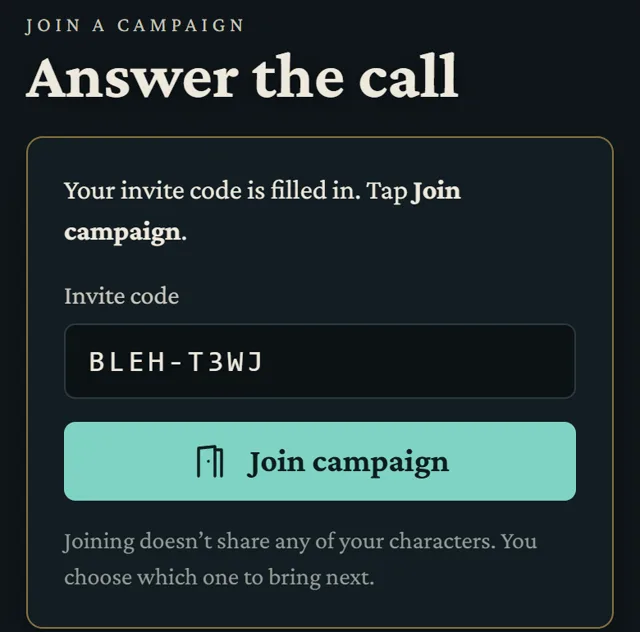 JOIN A CAMPAIGN
Answer the call
Your invite code is filled in. Tap Join
campaign.
Invite code
BLEH-T3WJ
Join campaign
Joining doesn’t share any of your characters. You
choose which one to bring next.